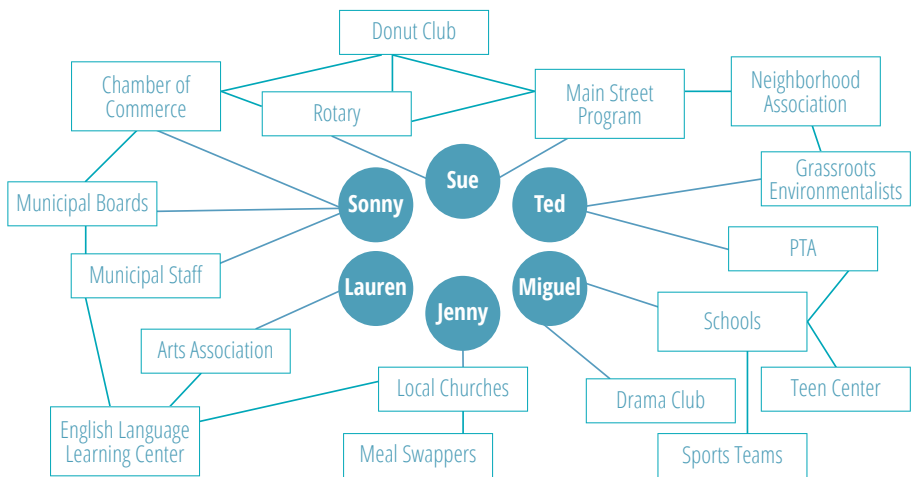 Donut Club
Chamber of
Commerce
Rotary
Main Street
Program
Neighborhood
Association
Sue
Grassroots
Environmentalists
Municipal Boards
Sonny
Ted
PTA
Municipal Staff
Lauren
Jenny
Miguel
Schools
Arts Association
Local Churches
Drama Club
Teen Center
English Language
Learning Center
Meal Swappers
Sports Teams